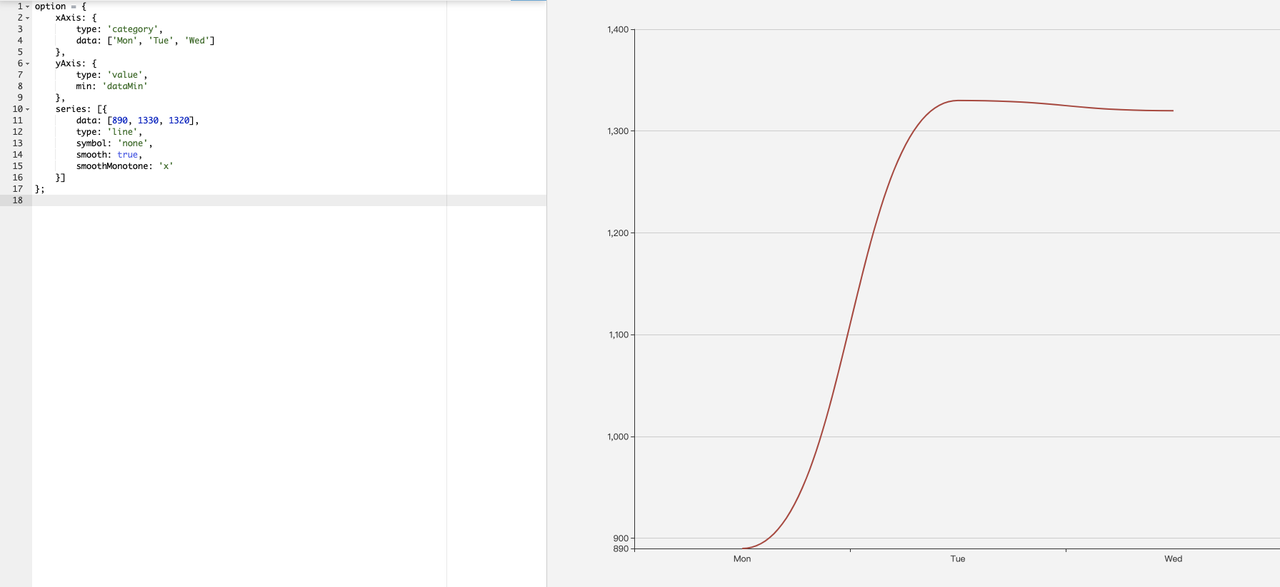 1 option = {
2     xAxis: {
3         type: 'category',
4         data: ['Mon', 'Tue', 'Wed']
5     },
6     yAxis: {
7         type: 'value',
8         min: 'dataMin'
9     },
10     series: [{
11         data: [890, 1330, 1320],
12         type: 'line',
13         symbol: 'none',
14         smooth: true,
15         smoothMonotone: 'x'
16     }]
17 };
18
1,400
1,300
1,200
1,100
1,000
900
890
Mon Tue Wed